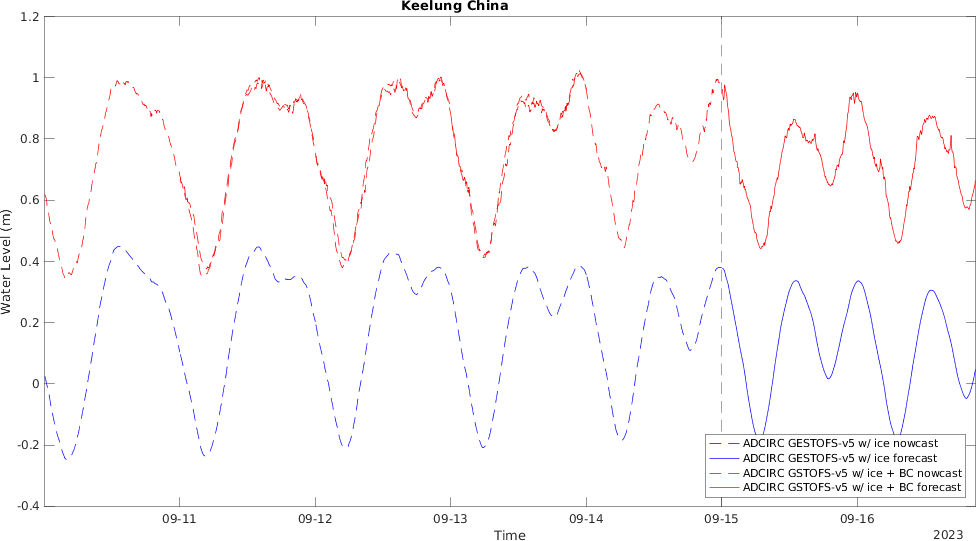 Keelung China
1.2
1
0.8
0.6
0.4
0.2
0
-0.2
-0.4
Water Level (m)
09-11 09-12 09-13 09-14 09-15 09-16
Time
2023
ADCIRC GESTOFS-v5 w/ ice nowcast
ADCIRC GESTOFS-v5 w/ ice forecast
ADCIRC GSTOFS-v5 w/ ice + BC nowcast
ADCIRC GSTOFS-v5 w/ ice + BC forecast